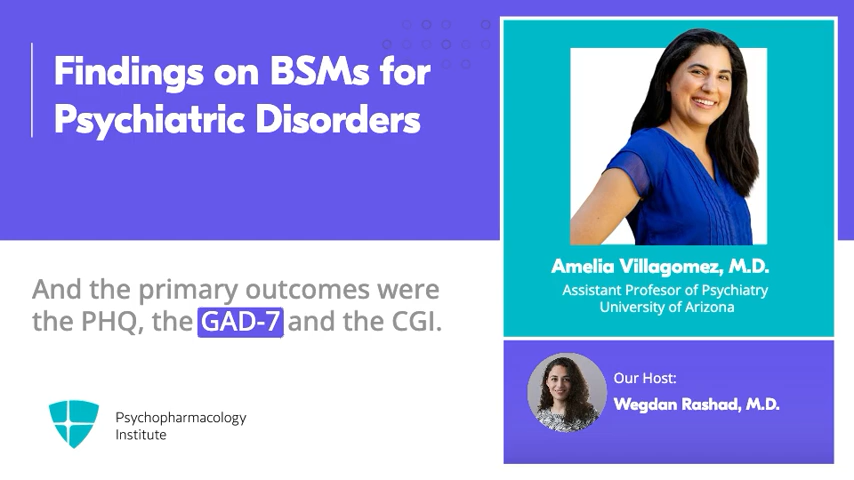 Findings on BSMs for
Psychiatric Disorders
And the primary outcomes were
the PHQ, the GAD-7 and the CGI.
Psychopharmacology
Institute
Amelia Villagomez, M.D.
Assistant Profesor of Psychiatry
University of Arizona
Our Host:
Wegdan Rashad, M.D.